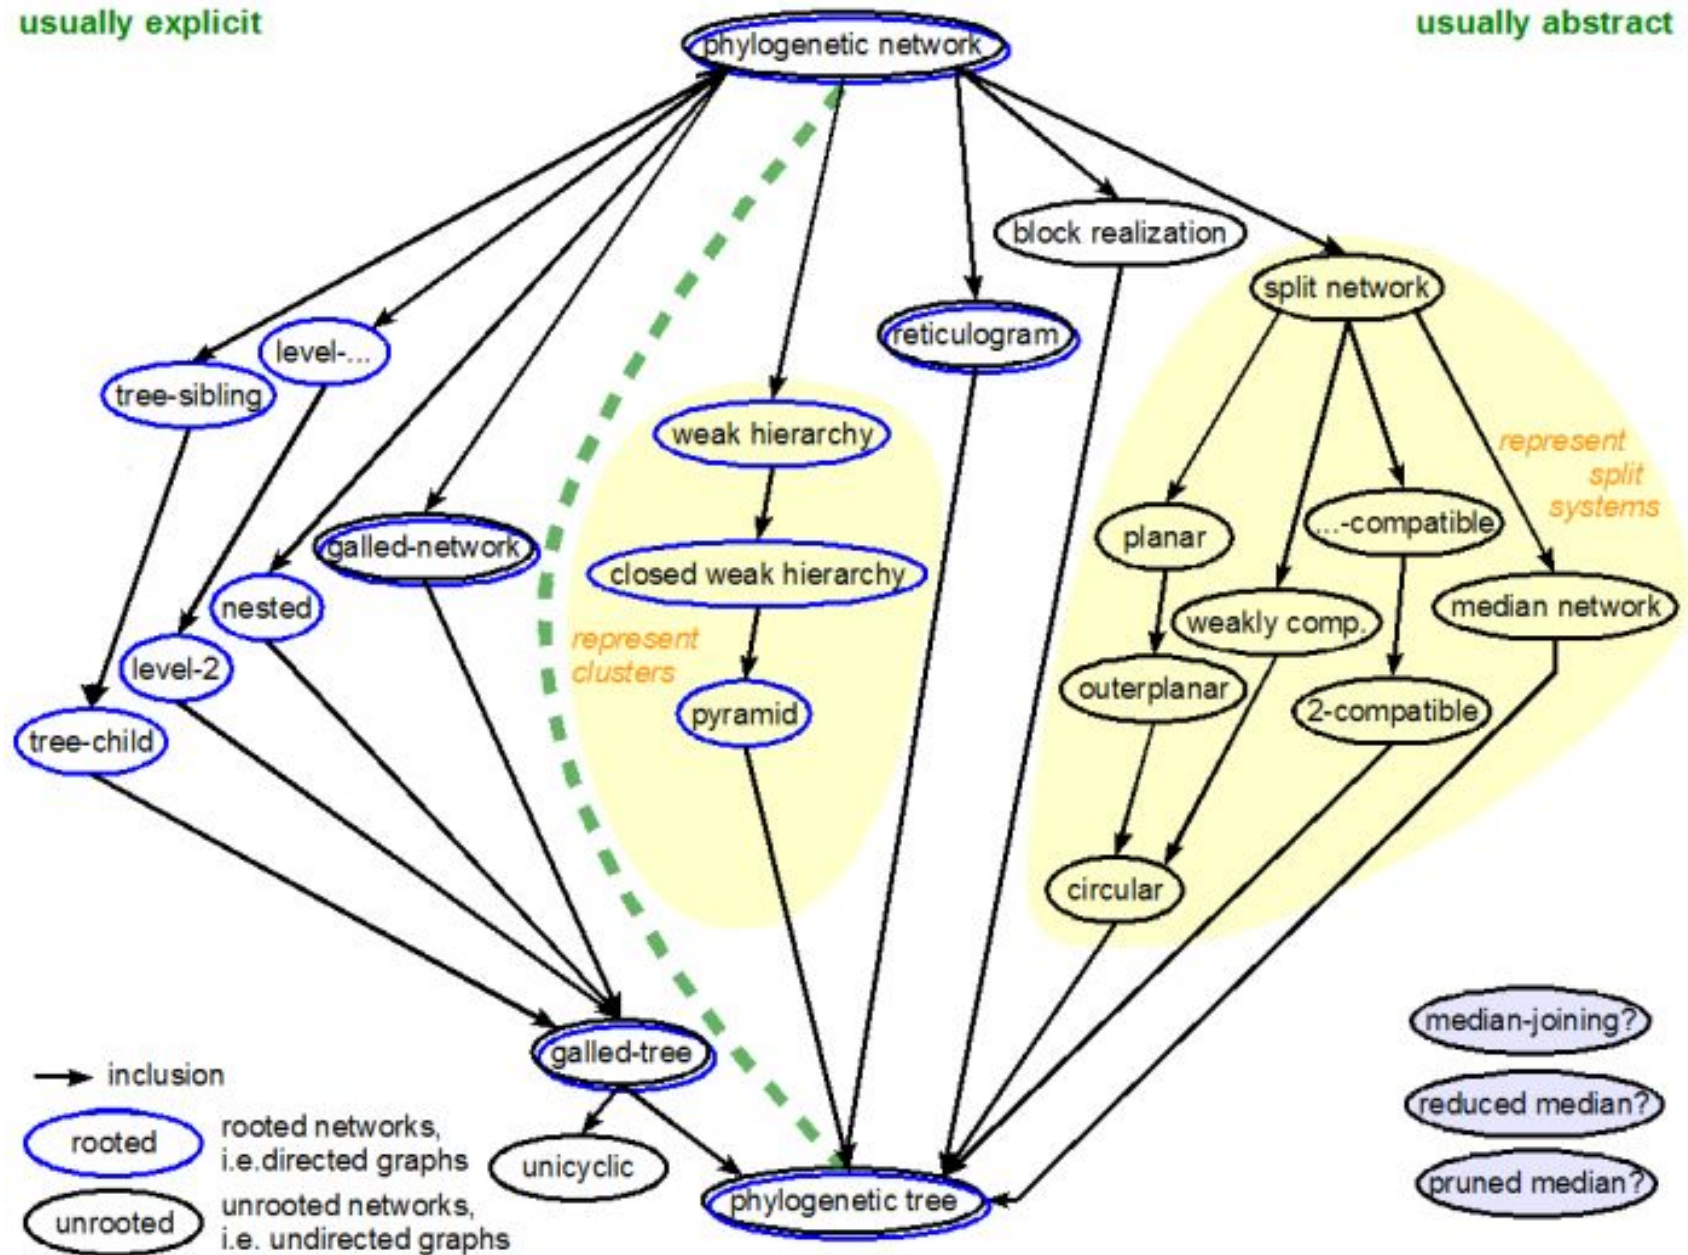 usually explicit
usually abstract
phylogenetic network
block realization
split network
reticulogram
level-...
tree-sibling
weak hierarchy
represent
split
systems
planar
...-compatible
galled-network
closed weak hierarchy
nested
weakly comp.
median network
represent
clusters
level-2
outerplanar
pyramid
2-compatible
tree-child
circular
median-joining?
galled-tree
inclusion
reduced median?
rooted
rooted networks,
i.e.directed graphs
unicyclic
pruned median?
phylogenetic tree
unrooted
unrooted networks,
i.e. undirected graphs